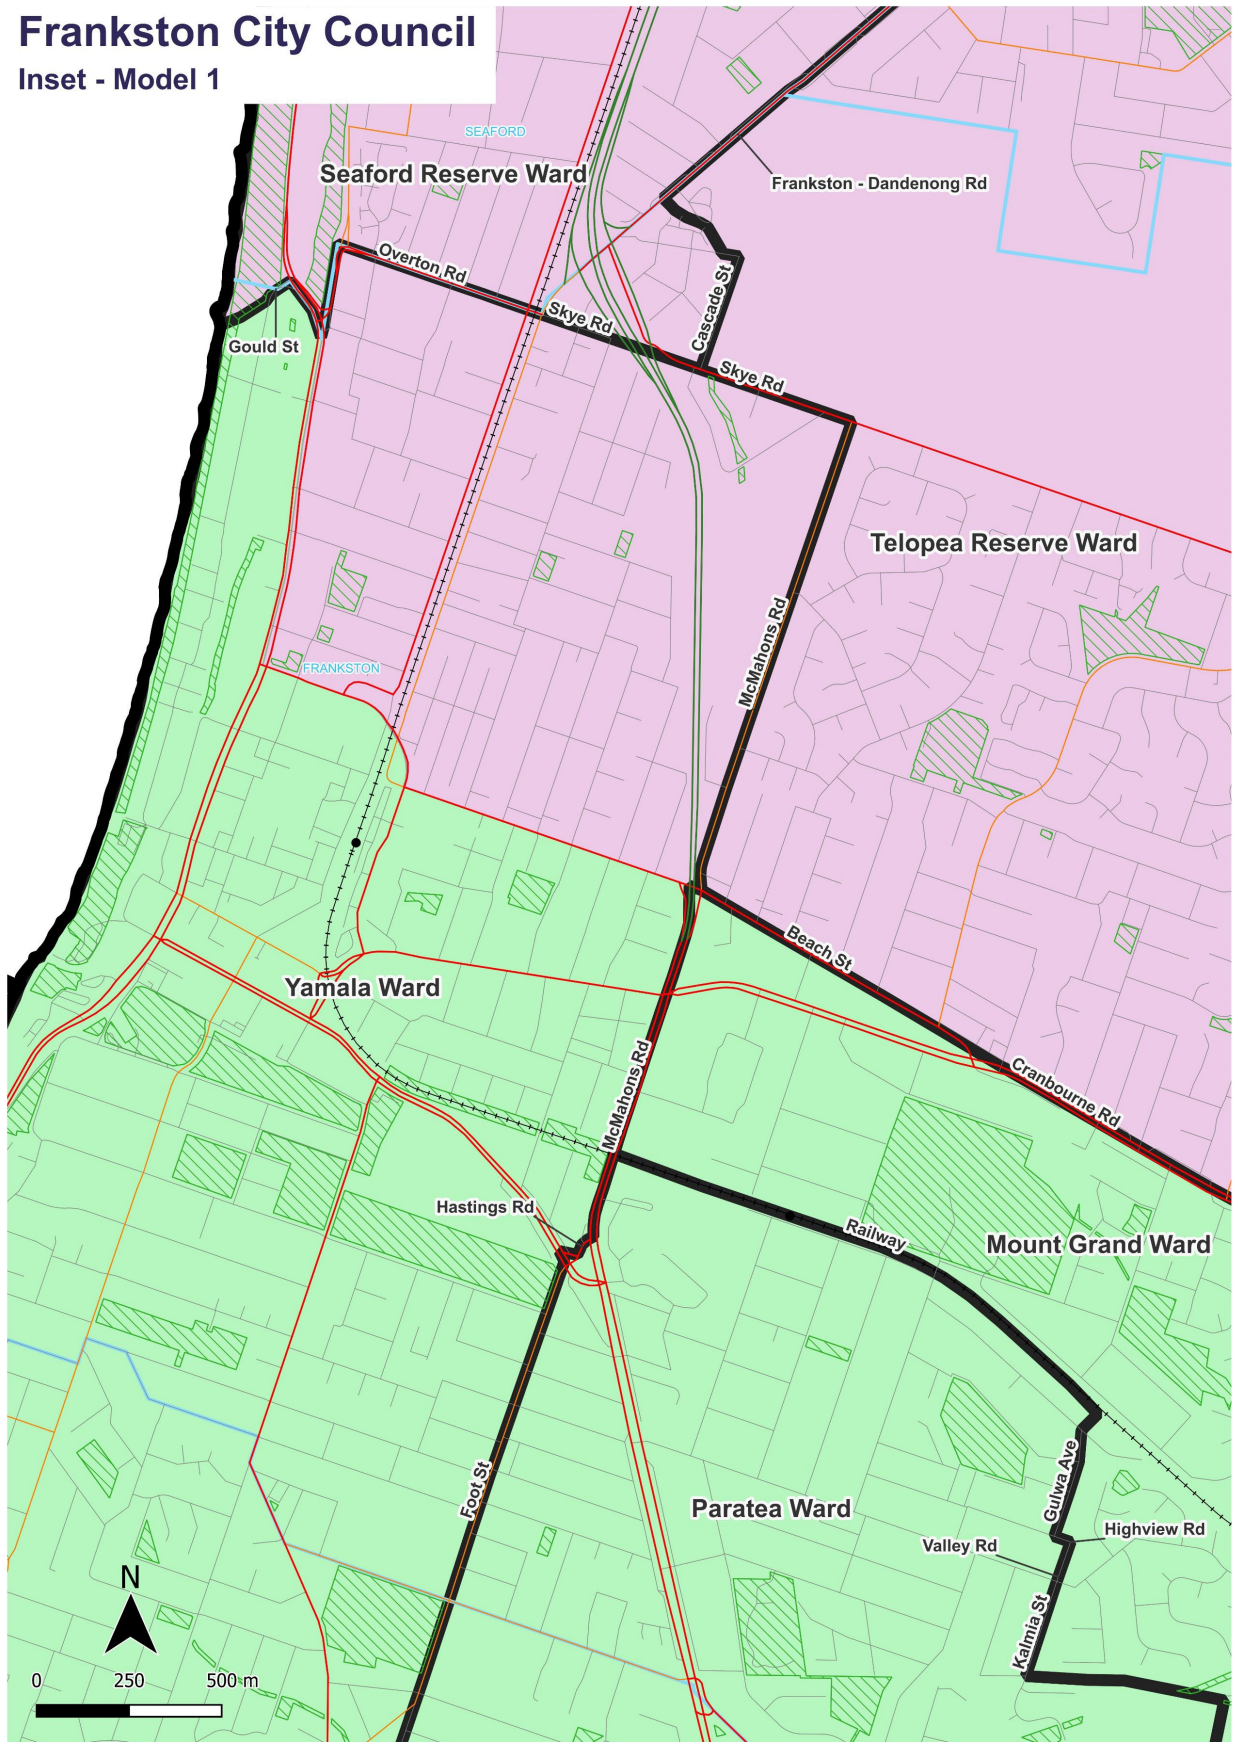 Frankston City Council
Inset - Model 1
SEAFORD
Seaford Reserve Ward
Frankston - Dandenong Rd
Overton Rd
Skye Rd
Cascade St
Gould St
Skye Rd
Telopea Reserve Ward
McMahons Rd
FRANKSTON
Beach St
Yamala Ward
McMahons Rd
Cranbourne Rd
Hastings Rd
Railway
Mount Grand Ward
Foot St
Gulwa Ave
Paratea Ward
Highview Rd
Valley Rd
Kalmia St
N
0 250 500 m